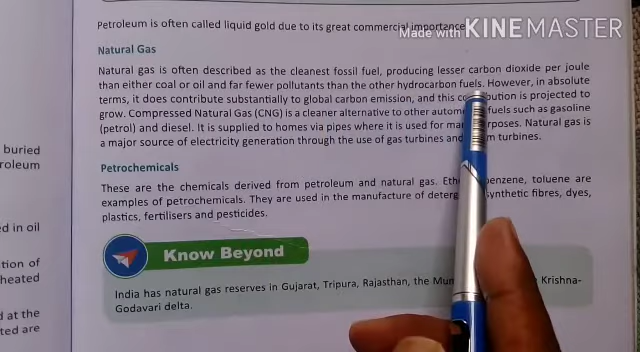 Petroleum is often called liquid gold due to its great commercial importance
Made with KINEMASTER
Natural Gas
Natural gas is often described as the cleanest fossil fuel, producing lesser carbon dioxide per joule
than either coal or oil and far fewer pollutants than the other hydrocarbon fuels. However, in absolute
terms, it does contribute substantially to global carbon emission, and this is projected to
grow. Compressed Natural Gas (CNG) is a cleaner alternative to other fuels such as gasoline
(petrol) and diesel. It is supplied to homes via pipes where it is used for Natural gas is
a major source of electricity generation through the use of gas turbines and turbines.
Petrochemicals
These are the chemicals derived from petroleum and natural gas. benzene, toluene are
examples of petrochemicals. They are used in the manufacture of synthetic fibres, dyes,
plastics, fertilisers and pesticides.
Know Beyond
India has natural gas reserves in Gujarat, Tripura, Rajasthan, the Krishna-
Godavari delta.
buried
roleum
d in oil
tion of
heated
d at the
ted are